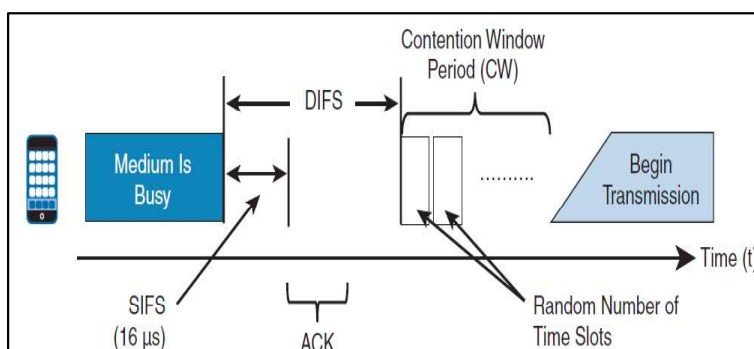 Contention Window
Period (CW)
DIFS
Medium Is
Busy
..........
Begin
Transmission
Time (t)
SIFS
(16 µs)
ACK
Random Number of
Time Slots